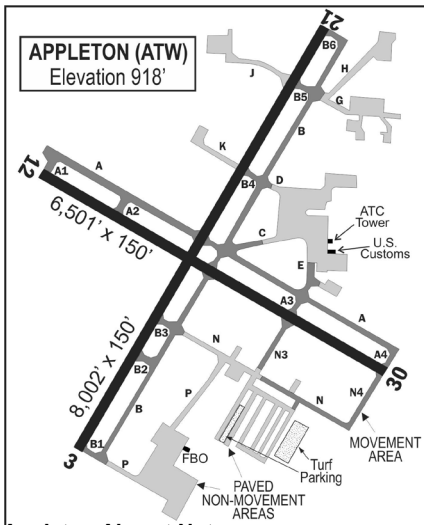 APPLETON (ATW)
Elevation 918’
21
B6
J
H
B5
G
B
K
A
12
A1
B4
D
A2
6,501’ x 150’
C
ATC
Tower
U.S.
Customs
E
A3
A
8,002’ x 150’
B3
N
N3
A4
B2
30
P
N4
B
N
B1
3
P
FBO
MOVEMENT
AREA
PAVED
NON-MOVEMENT
AREAS
Turf
Parking